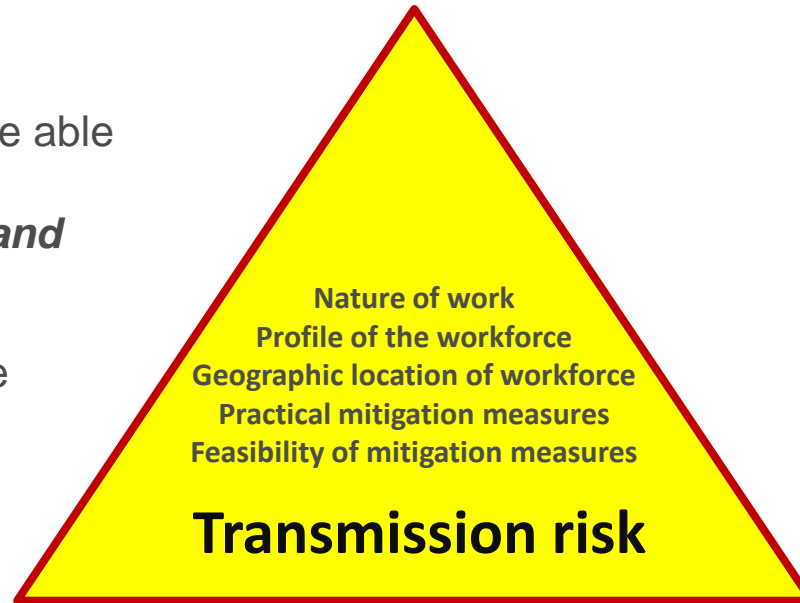 e able
and
e
Nature of work
Profile of the workforce
Geographic location of workforce
Practical mitigation measures
Feasibility of mitigation measures
Transmission risk